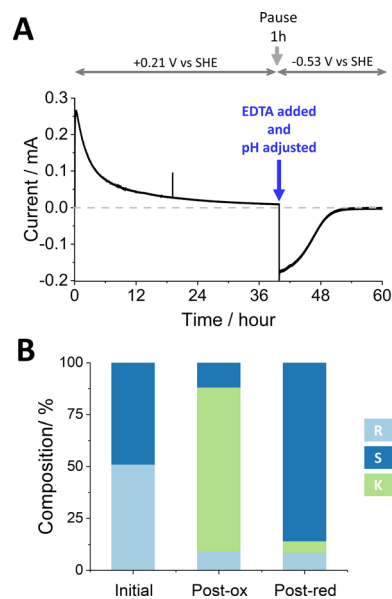 A
Pause
1h
+0.21 V vs SHE
-0.53 V vs SHE
EDTA added
and
pH adjusted
Current / mA
0.3
0.2
0.1
0.0
-0.1
-0.2
0 12 24 36 48 60
Time / hour
B
Composition/ %
100
75
50
25
0
Initial Post-ox Post-red
R
S
K